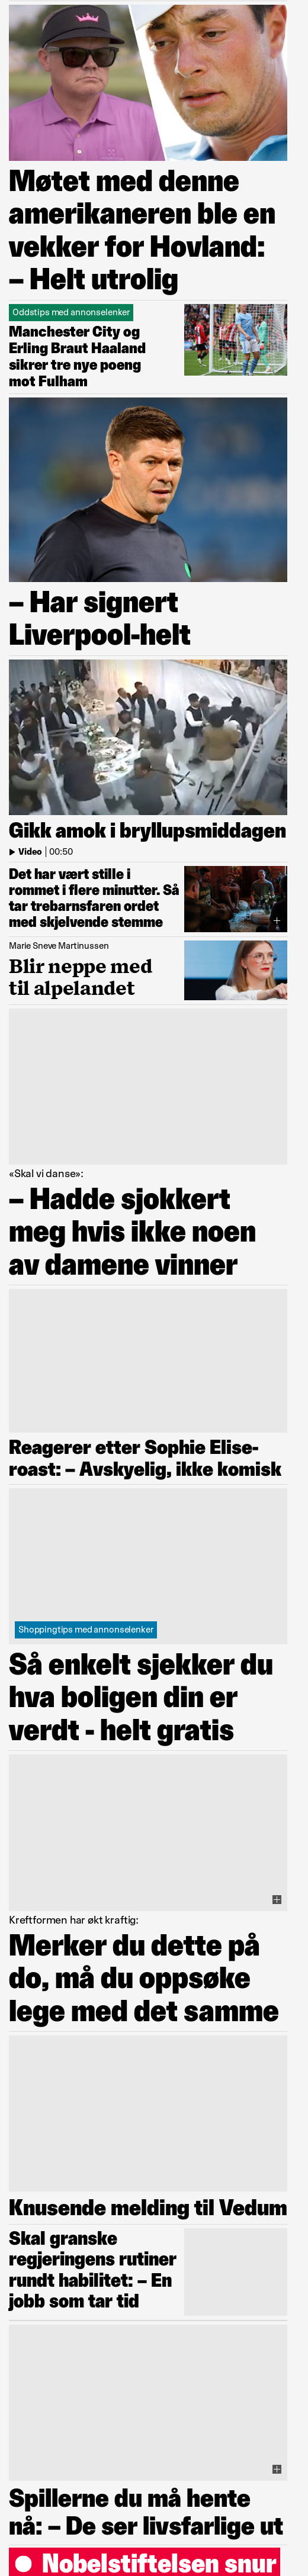 Møtet med denne
amerikaneren ble en
vekker for Hovland:
– Helt utrolig
Oddstips med annonselenker
Manchester City og
Erling Braut Haaland
sikrer tre nye poeng
mot Fulham
– Har signert
Liverpool-helt
Gikk amok i bryllupsmiddagen
Video | 00:50
Det har vært stille i
rommet i flere minutter. Så
tar trebarnsfaren ordet
med skjelvende stemme
Marie Sneve Martinussen
Blir neppe med
til alpelandet
«Skal vi danse»:
– Hadde sjokkert
meg hvis ikke noen
av damene vinner
Reagerer etter Sophie Elise-
roast: – Avskyelig, ikke komisk
Shoppingtips med annonselenker
Så enkelt sjekker du
hva boligen din er
verdt - helt gratis
Kreftformen har økt kraftig:
Merker du dette på
do, må du oppsøke
lege med det samme
Knusende melding til Vedum
Skal granske
regjeringens rutiner
rundt habilitet: – En
jobb som tar tid
Spillerne du må hente
nå: – De ser livsfarlige ut
Nobelstiftelsen snur